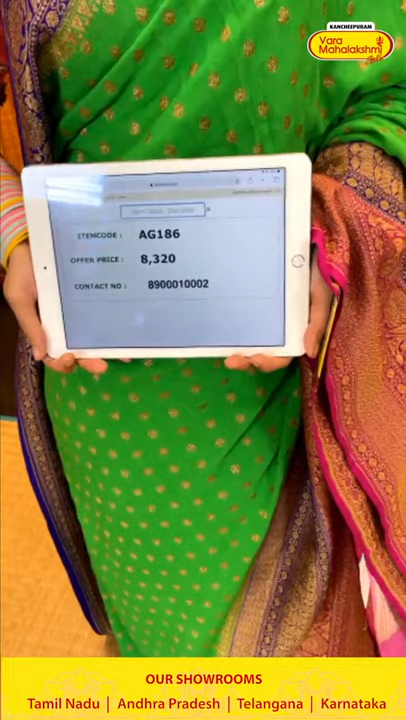 KANCHEEPURAM
Vara
Mahalakshmi
Silks
ITEMCODE : AG186
OFFER PRICE : 8,320
CONTACT NO : 8900010002
OUR SHOWROOMS
Tamil Nadu | Andhra Pradesh | Telangana | Karnataka